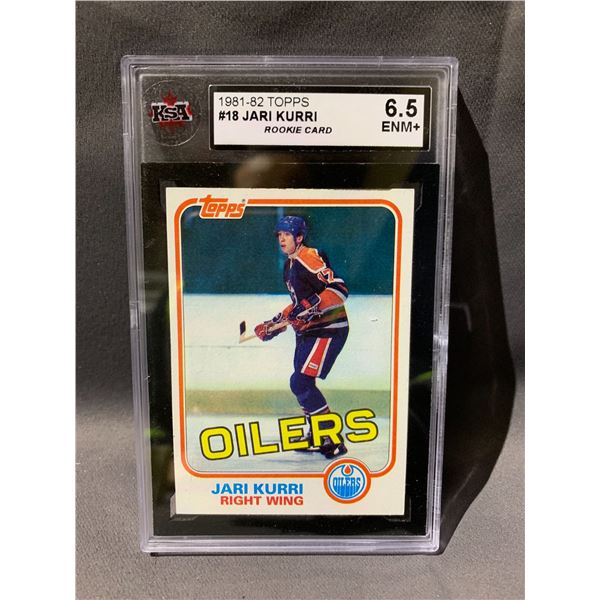 KSA
1981-82 TOPPS
#18 JARI KURRI
ROOKIE CARD
6.5
ENM+
Topps
17
OILERS
JARI KURRI
RIGHT WING
OILERS